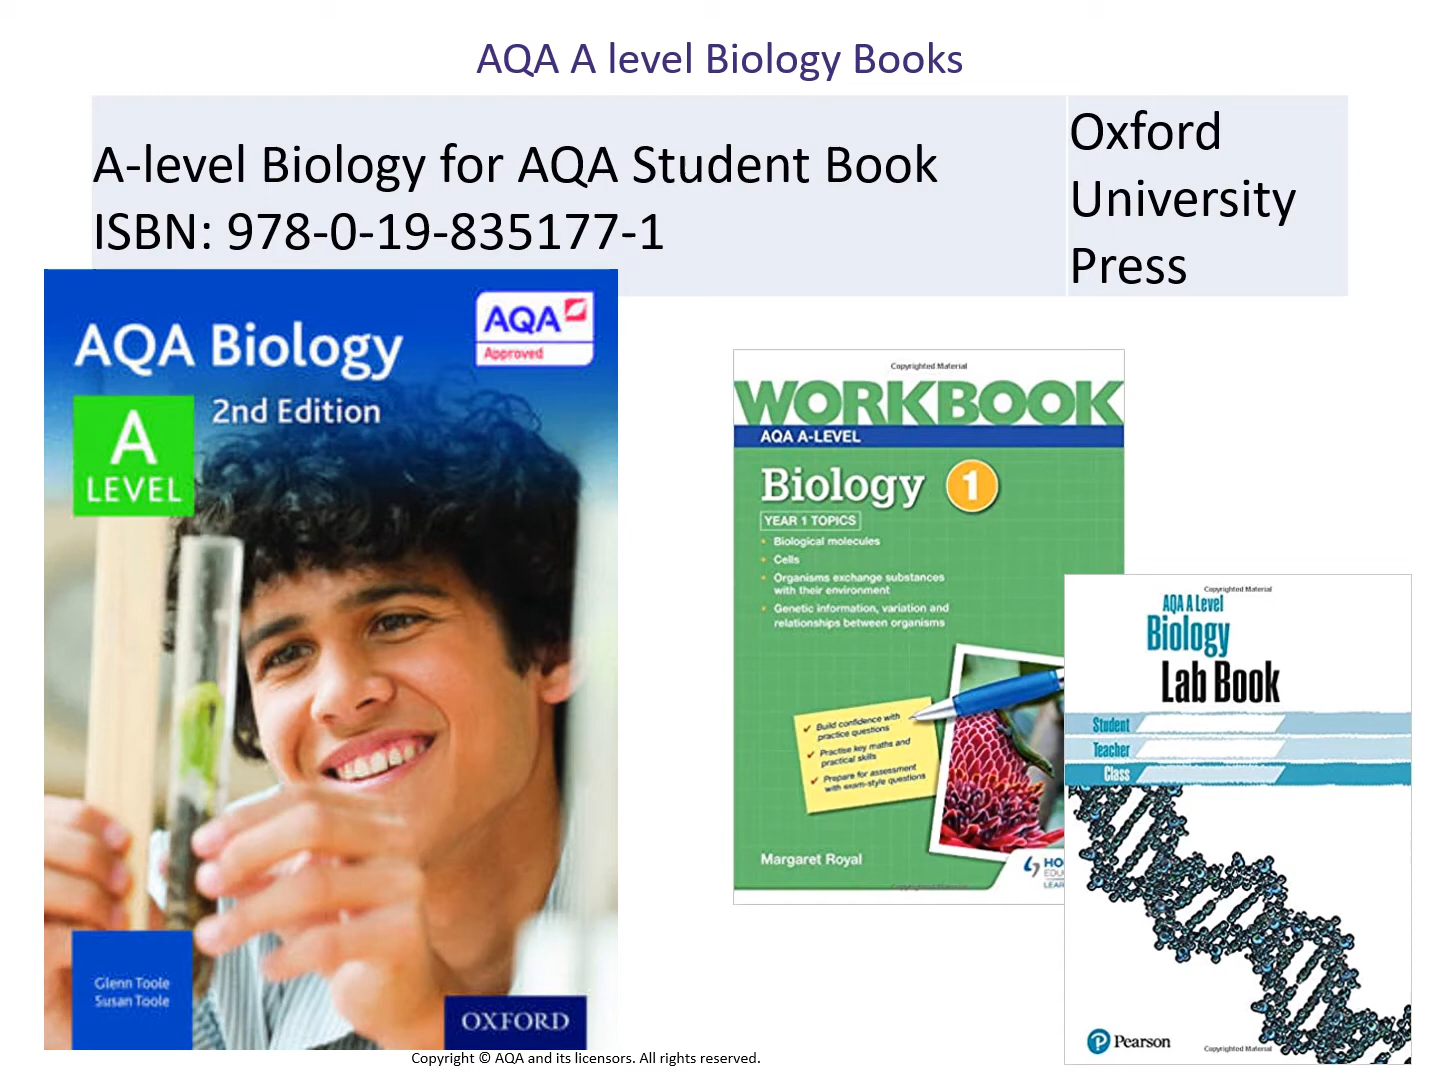 AQA A level Biology Books
A-level Biology for AQA Student Book
ISBN: 978-0-19-835177-1
Oxford
University
Press
AQA Biology
2nd Edition
A
LEVEL
AQA
Approved
Glenn Toole
Susan Toole
OXFORD
Copyrighted Material
WORKBOOK
AQA A-LEVEL
Biology 1
YEAR 1 TOPICS
• Biological molecules
• Cells
• Organisms exchange substances
with their environment
• Genetic information, variation and
relationships between organisms
✔ Build confidence with
practice questions
✔ Practise key maths and
practical skills
✔ Prepare for assessment
with exam-style questions
Margaret Royal
Copyrighted Material
Copyrighted Material
AQA A Level
Biology
Lab Book
Student
Teacher
Class
Pearson
Copyrighted Material
Copyright © AQA and its licensors. All rights reserved.